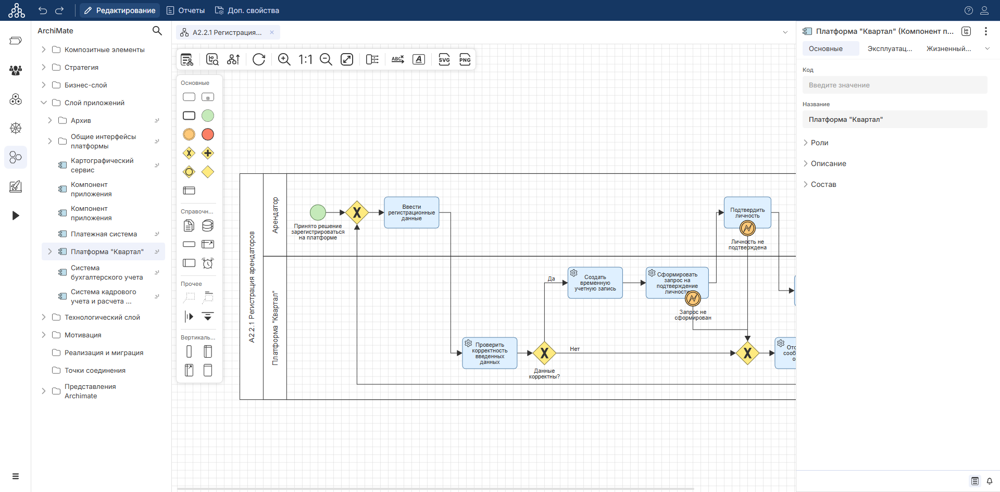 Редактирование
Отчеты
Доп. свойства
ArchiMate
Композитные элементы
Стратегия
Бизнес-слой
Слой приложений
Архив
Общие интерфейсы
платформы
Картографический
сервис
Компонент
приложения
Компонент
приложения
Платежная система
Платформа "Квартал"
Система
бухгалтерского учета
Система кадрового
учета и расчета ...
Технологический слой
Мотивация
Реализация и миграция
Точки соединения
Представления
Archimate
A2.2.1 Регистрация...
1:1
ABC
A
SVG
PNG
Основные
Справочн...
Прочее
Вертикаль...
A2.2.1 Регистрация арендаторов
Арендатор
Платформа "Квартал"
Принято решение
зарегистрироваться
на платформе
X
Ввести
регистрационные
данные
Подтвердить
личность
Личность не
подтверждена
Да
Создать
временную
учетную запись
Сформировать
запрос на
подтверждение
личности
Запрос не
сформирован
Проверить
корректность
введенных
данных
X
Данные
корректны?
Нет
X
Платформа "Квартал" (Компонент п...
Основные
Эксплуатац...
Жизненный...
Код
Введите значение
Название
Платформа "Квартал"
Роли
Описание
Состав